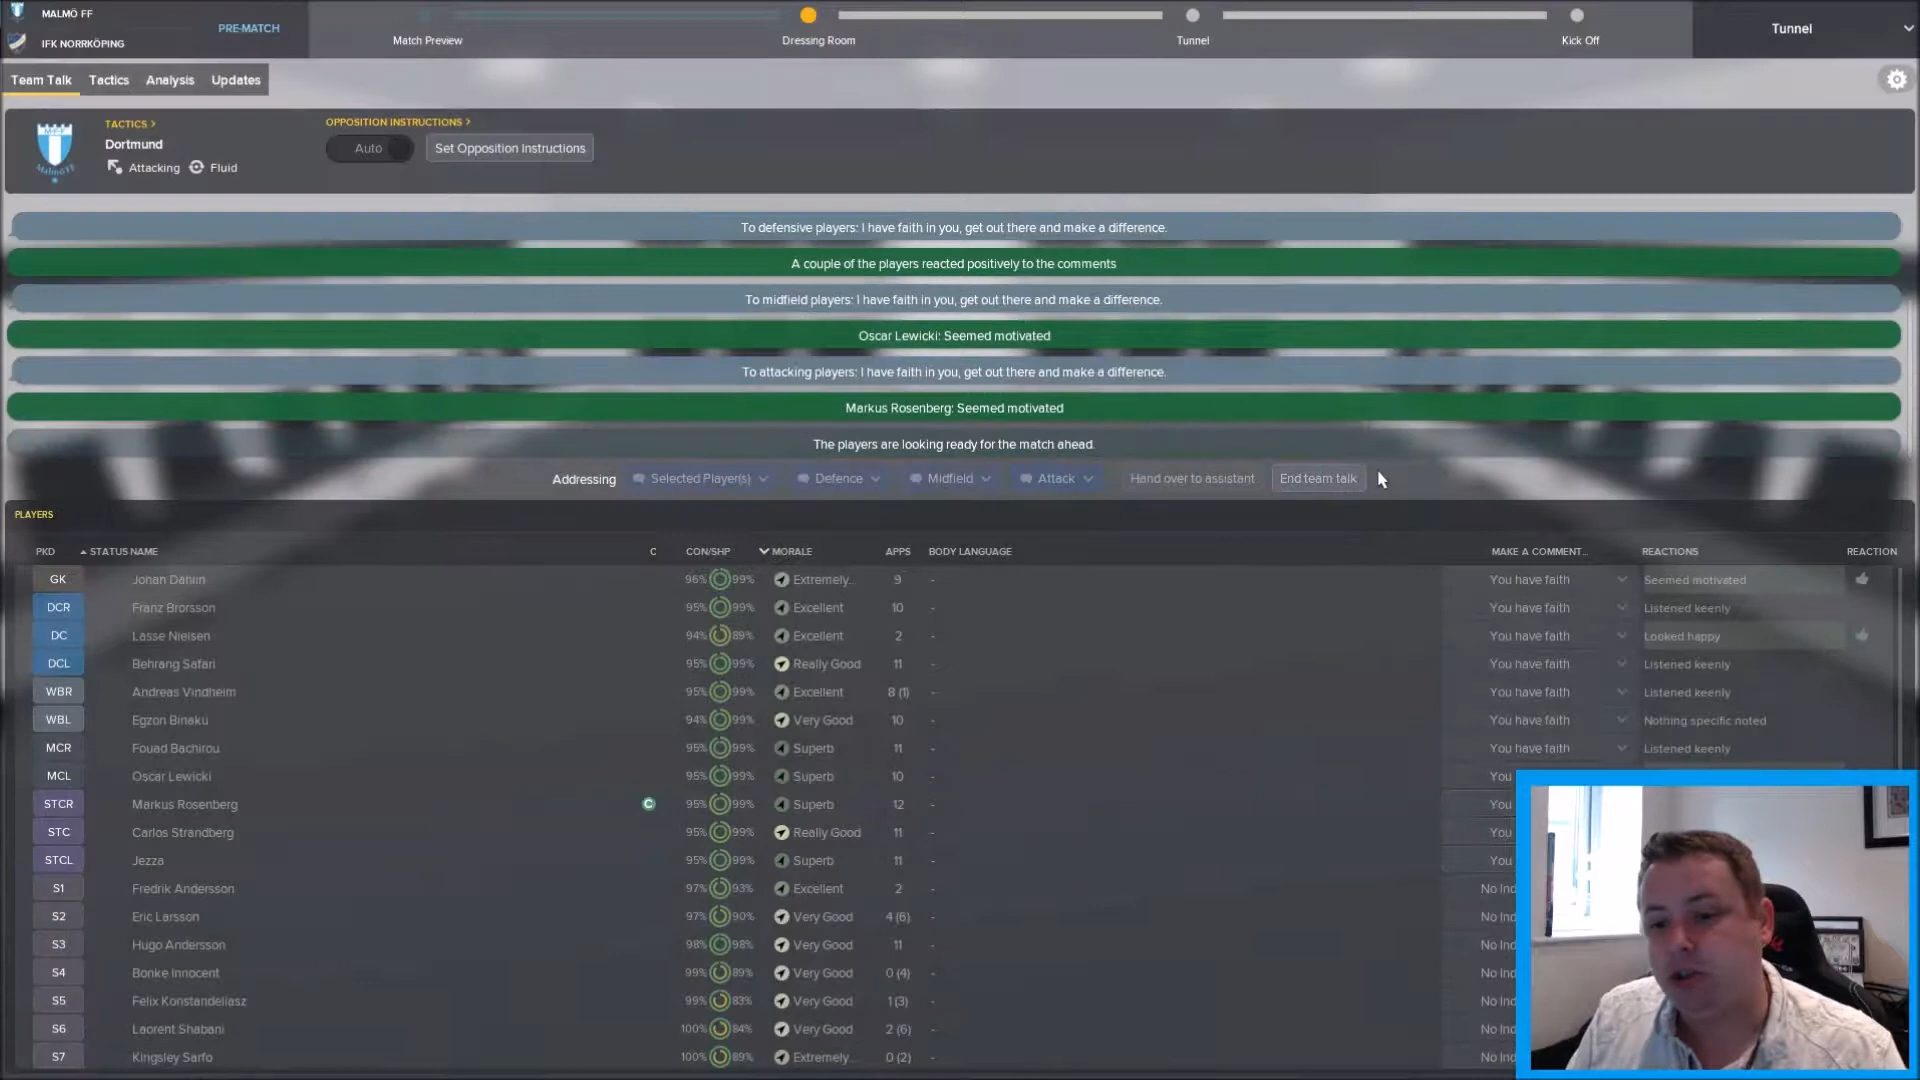 MALMÖ FF
IFK NORRKÖPING
PRE-MATCH
Match Preview
Dressing Room
Tunnel
Kick Off
Tunnel
Team Talk Tactics Analysis Updates
TACTICS >
Dortmund
Attacking Fluid
OPPOSITION INSTRUCTIONS >
Auto Set Opposition Instructions
To defensive players: I have faith in you, get out there and make a difference.
A couple of the players reacted positively to the comments
To midfield players: I have faith in you, get out there and make a difference.
Oscar Lewicki: Seemed motivated
To attacking players: I have faith in you, get out there and make a difference.
Markus Rosenberg: Seemed motivated
The players are looking ready for the match ahead.
Addressing Selected Player(s) Defence Midfield Attack Hand over to assistant End team talk
PLAYERS
PKD STATUS NAME C CON/SHP MORALE APPS BODY LANGUAGE MAKE A COMMENT... REACTIONS REACTION
GK Johan Dahlin 96% 99% Extremely... 9 - You have faith Seemed motivated
DCR Franz Brorsson 95% 99% Excellent 10 - You have faith Listened keenly
DC Lasse Nielsen 94% 89% Excellent 2 - You have faith Looked happy
DCL Behrang Safari 95% 99% Really Good 11 - You have faith Listened keenly
WBR Andreas Vindheim 95% 99% Excellent 8 (1) - You have faith Listened keenly
WBL Egzon Binaku 94% 99% Very Good 10 - You have faith Nothing specific noted
MCR Fouad Bachirou 95% 99% Superb 11 - You have faith Listened keenly
MCL Oscar Lewicki 95% 99% Superb 10 - You
STCR Markus Rosenberg C 95% 99% Superb 12 - You
STC Carlos Strandberg 95% 99% Really Good 11 - You
STCL Jezza 95% 99% Superb 11 - You
S1 Fredrik Andersson 97% 93% Excellent 2 - No Ind
S2 Eric Larsson 97% 90% Very Good 4 (6) - No Ind
S3 Hugo Andersson 98% 98% Very Good 11 - No Ind
S4 Bonke Innocent 99% 89% Very Good 0 (4) - No Ind
S5 Felix Konstandeliasz 99% 83% Very Good 1 (3) - No Ind
S6 Laorent Shabani 100% 84% Very Good 2 (6) - No Ind
S7 Kingsley Sarfo 100% 89% Extremely... 0 (2) - No Ind